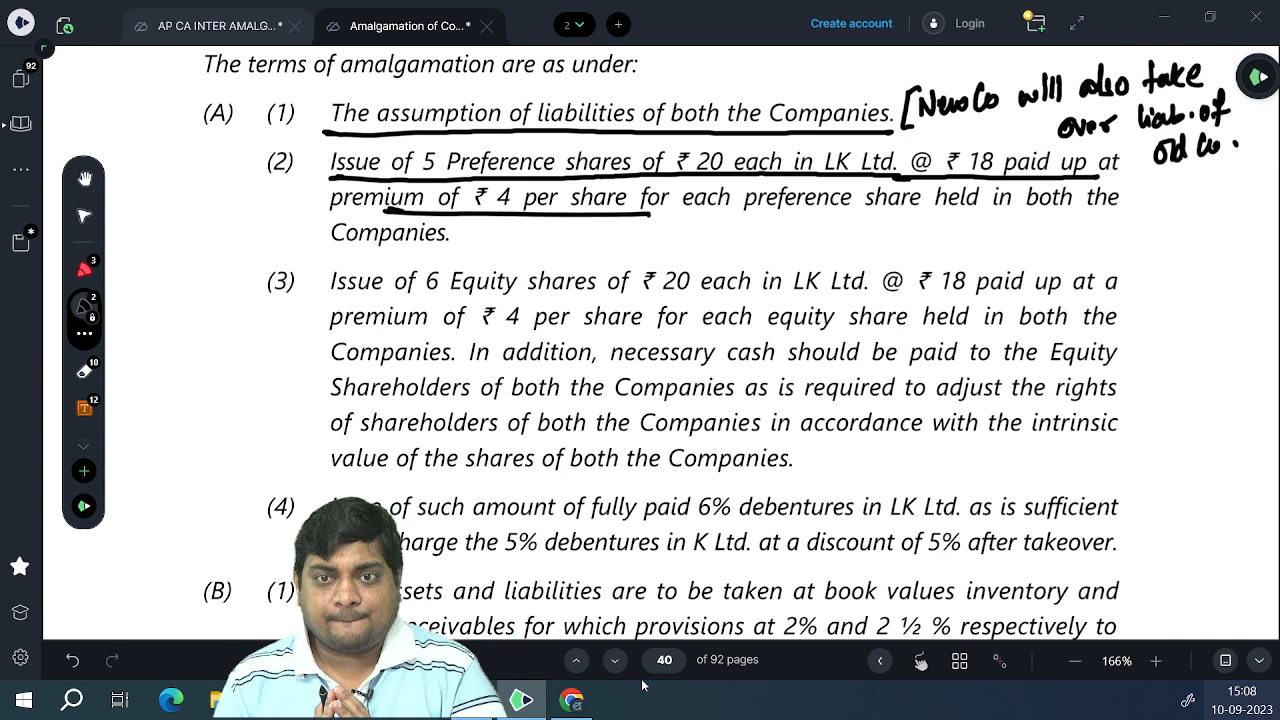 AP CA INTER AMALG...*
Amalgamation of Co...*
2
Create account
Login
92
The terms of amalgamation are as under:
(A) (1) The assumption of liabilities of both the Companies. [New Co will also take
over liab. of
old Co.
(2) Issue of 5 Preference shares of ₹ 20 each in LK Ltd. @ ₹ 18 paid up at
premium of ₹ 4 per share for each preference share held in both the
Companies.
(3) Issue of 6 Equity shares of ₹ 20 each in LK Ltd. @ ₹ 18 paid up at a
premium of ₹ 4 per share for each equity share held in both the
Companies. In addition, necessary cash should be paid to the Equity
Shareholders of both the Companies as is required to adjust the rights
of shareholders of both the Companies in accordance with the intrinsic
value of the shares of both the Companies.
(4) of such amount of fully paid 6% debentures in LK Ltd. as is sufficient
harge the 5% debentures in K Ltd. at a discount of 5% after takeover.
(B) (1) ssets and liabilities are to be taken at book values inventory and
eceivables for which provisions at 2% and 2 ½ % respectively to
3
2
10
12
40 of 92 pages
166%
15:08
10-09-2023